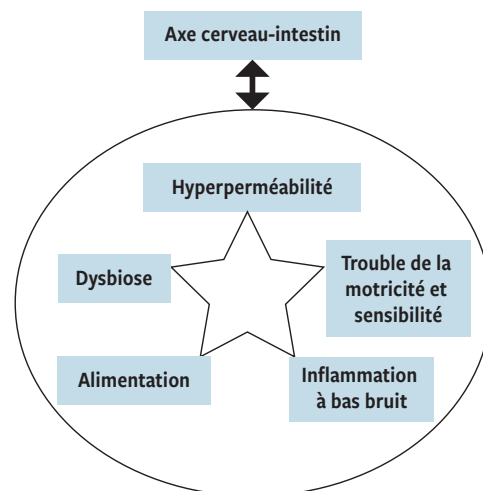 Axe cerveau-intestin
Hyperperméabilité
Dysbiose
Trouble de la
motricité et
sensibilité
Alimentation
Inflammation
à bas bruit